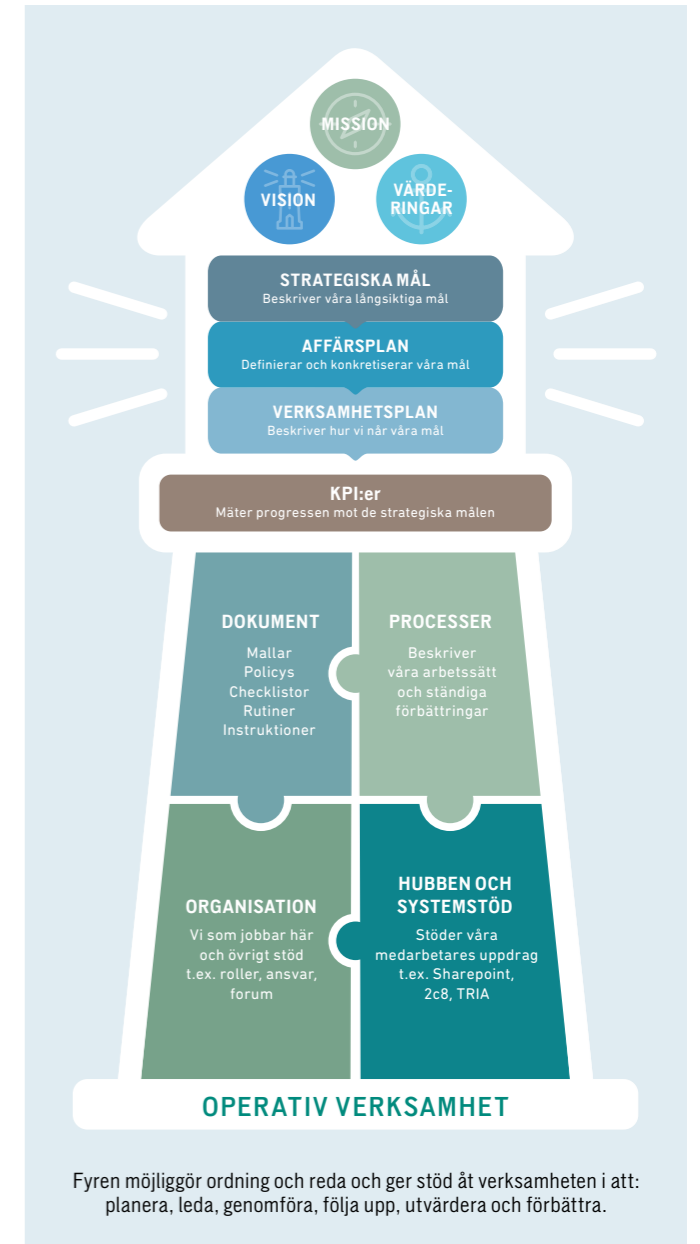 MISSION
VISION
VÄRDE-
RINGAR
STRATEGISKA MÅL
Beskriver våra långsiktiga mål
AFFÄRSPLAN
Definierar och konkretiserar våra mål
VERKSAMHETSPLAN
Beskriver hur vi når våra mål
KPI:er
Mäter progressen mot de strategiska målen
DOKUMENT
Mallar
Policys
Checklistor
Rutiner
Instruktioner
PROCESSER
Beskriver
våra arbetssätt
och ständiga
förbättringar
ORGANISATION
Vi som jobbar här
och övrigt stöd
t.ex. roller, ansvar,
forum
HUBBEN OCH
SYSTEMSTÖD
Stöder våra
medarbetares uppdrag
t.ex. Sharepoint,
2c8, TRIA
OPERATIV VERKSAMHET
Fyren möjliggör ordning och reda och ger stöd åt verksamheten i att:
planera, leda, genomföra, följa upp, utvärdera och förbättra.